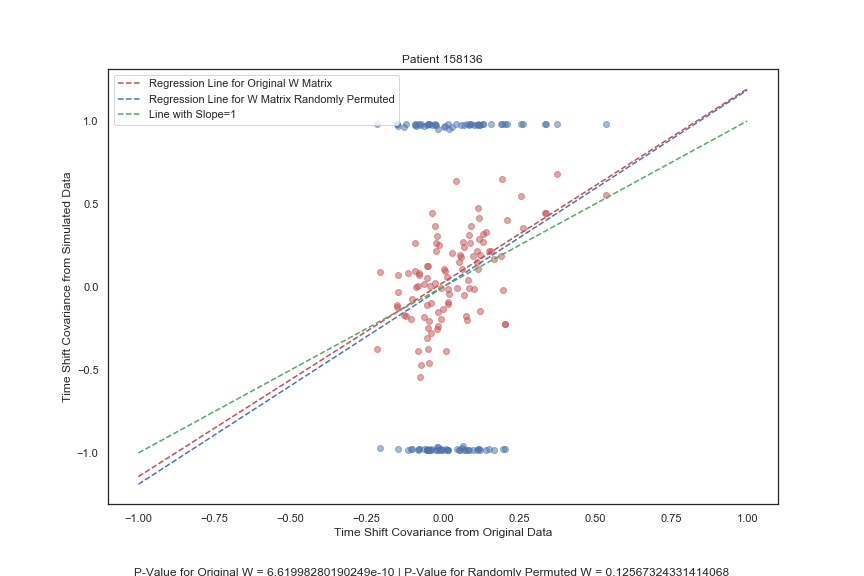 Patient 158136
Regression Line for Original W Matrix
Regression Line for W Matrix Randomly Permuted
Line with Slope=1
1.0
0.5
0.0
−0.5
−1.0
Time Shift Covariance from Simulated Data
−1.00 −0.75 −0.50 −0.25 0.00 0.25 0.50 0.75 1.00
Time Shift Covariance from Original Data
P-Value for Original W = 6.61998280190249e-10 | P-Value for Randomly Permuted W = 0.12567324331414068